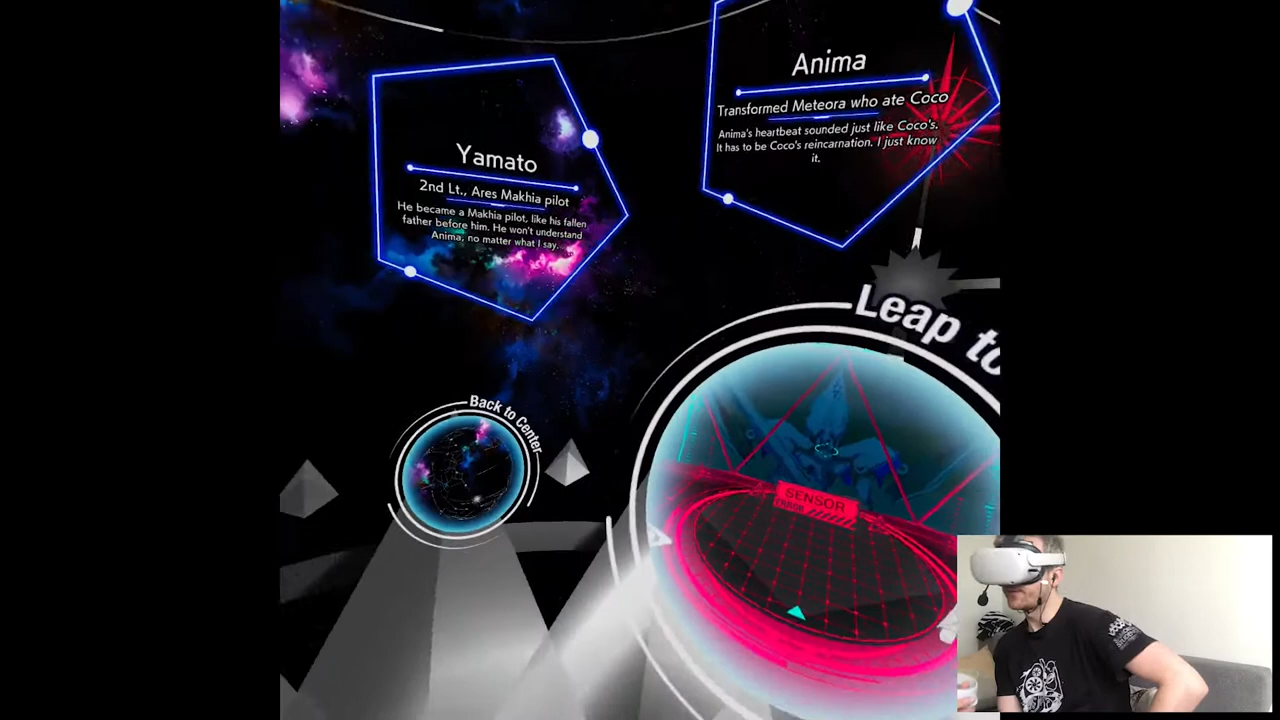 Yamato
2nd Lt., Ares Makhia pilot
He became a Makhia pilot, like his fallen
father before him. He won't understand
Anima, no matter what I say.
Anima
Transformed Meteora who ate Coco
Anima's heartbeat sounded just like Coco's.
It has to be Coco's reincarnation. I just know
it.
Leap to
Back to Center
SENSOR
ERROR